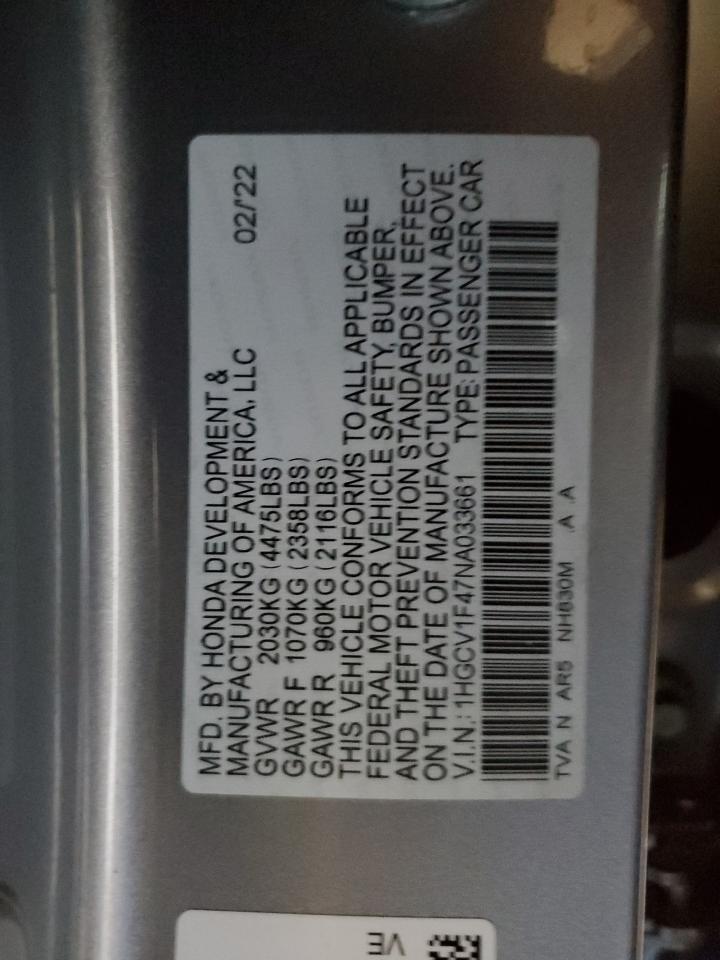 MFD. BY HONDA DEVELOPMENT &
MANUFACTURING OF AMERICA, LLC 02/'22
GVWR 2030KG (4475LBS)
GAWR F 1070KG (2358LBS)
GAWR R 960KG (2116LBS)
THIS VEHICLE CONFORMS TO ALL APPLICABLE
FEDERAL MOTOR VEHICLE SAFETY, BUMPER,
AND THEFT PREVENTION STANDARDS IN EFFECT
ON THE DATE OF MANUFACTURE SHOWN ABOVE.
V.I.N.: 1HGCV1F47NA033661 TYPE: PASSENGER CAR
TVA N AR5 NH830M .A .A
VE